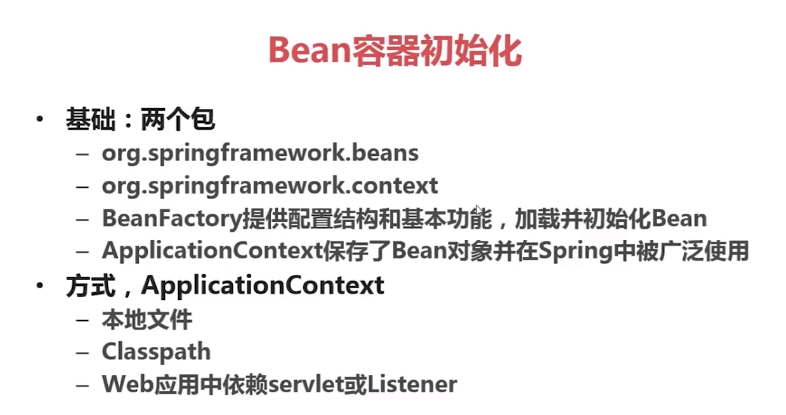 Bean容器初始化
• 基础：两个包
– org.springframework.beans
– org.springframework.context
– BeanFactory提供配置结构和基本功能，加载并初始化Bean
– ApplicationContext保存了Bean对象并在Spring中被广泛使用
• 方式，ApplicationContext
– 本地文件
– Classpath
– Web应用中依赖servlet或Listener